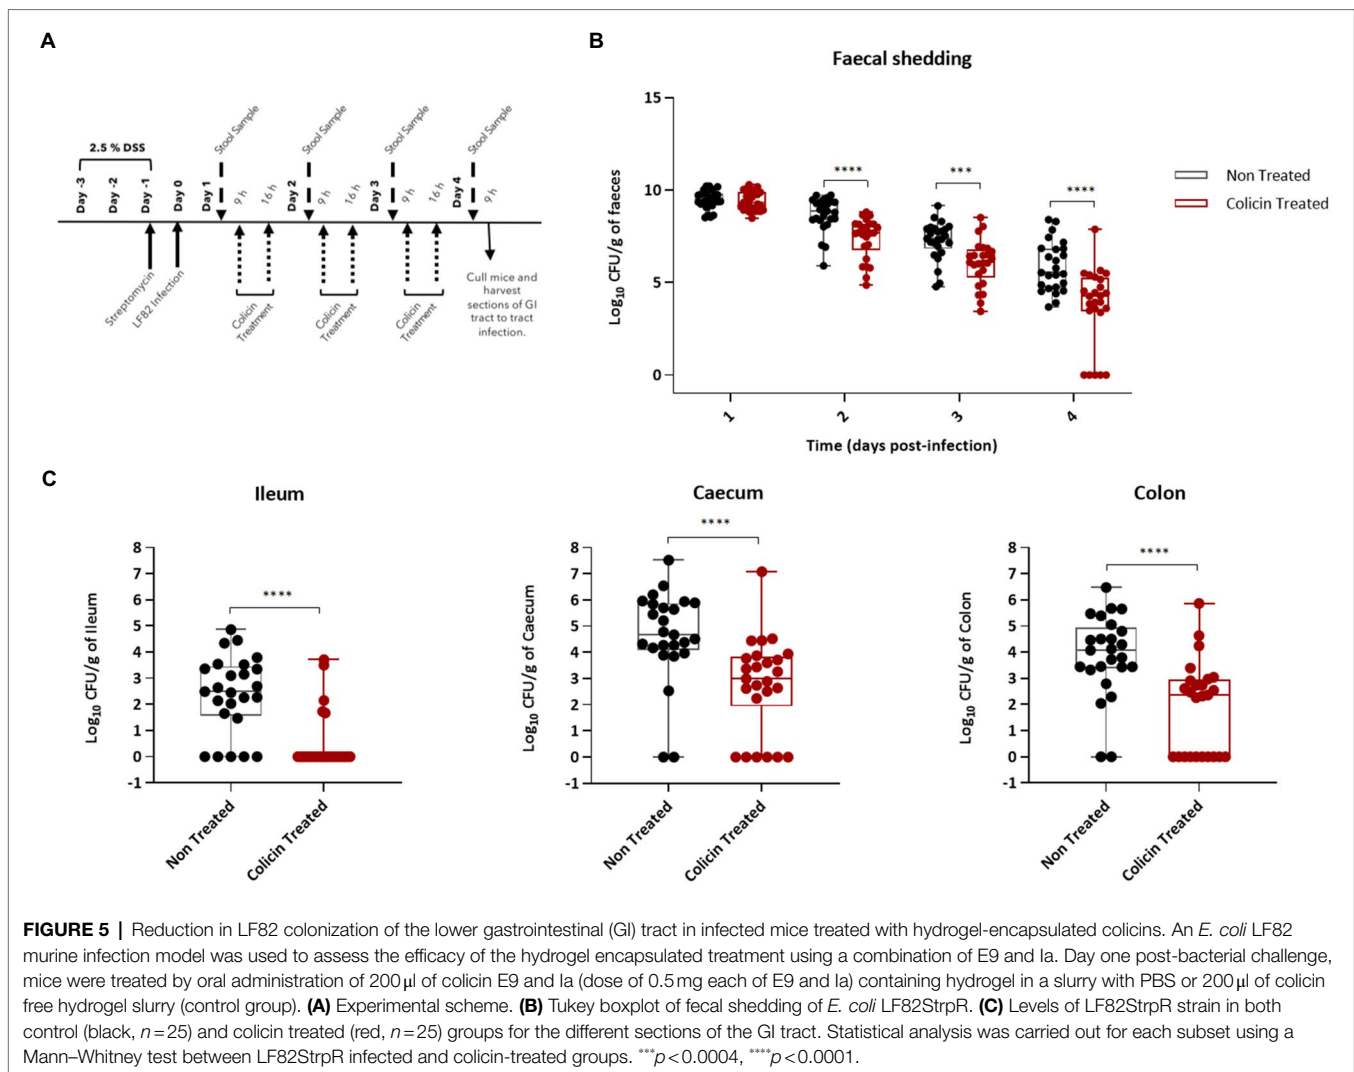 A
2.5 % DSS
Day -3
Day -2
Day -1
Day 0
Day 1
Stool Sample
9 h
16 h
Day 2
Stool Sample
9 h
16 h
Day 3
Stool Sample
9 h
16 h
Day 4
Stool Sample
9 h
Streptomycin
LF82 Infection
Colicin
Treatment
Colicin
Treatment
Colicin
Treatment
Cull mice and
harvest
sections of GI
tract to tract
infection.
B
Faecal shedding
Log10 CFU/g of faeces
15
10
5
0
****
***
****
1
2
3
4
Time (days post-infection)
Non Treated
Colicin Treated
C
Ileum
Log10 CFU/g of Ileum
8
7
6
5
4
3
2
1
0
-1
****
Non Treated
Colicin Treated
Caecum
Log10 CFU/g of Caecum
8
7
6
5
4
3
2
1
0
-1
****
Non Treated
Colicin Treated
Colon
Log10 CFU/g of Colon
8
7
6
5
4
3
2
1
0
-1
****
Non Treated
Colicin Treated
FIGURE 5 | Reduction in LF82 colonization of the lower gastrointestinal (GI) tract in infected mice treated with hydrogel-encapsulated colicins. An E. coli LF82
murine infection model was used to assess the efficacy of the hydrogel encapsulated treatment using a combination of E9 and Ia. Day one post-bacterial challenge,
mice were treated by oral administration of 200 μl of colicin E9 and Ia (dose of 0.5 mg each of E9 and Ia) containing hydrogel in a slurry with PBS or 200 μl of colicin
free hydrogel slurry (control group). (A) Experimental scheme. (B) Tukey boxplot of fecal shedding of E. coli LF82StrpR. (C) Levels of LF82StrpR strain in both
control (black, n=25) and colicin treated (red, n=25) groups for the different sections of the GI tract. Statistical analysis was carried out for each subset using a
Mann–Whitney test between LF82StrpR infected and colicin-treated groups. ***p<0.0004, ****p<0.0001.